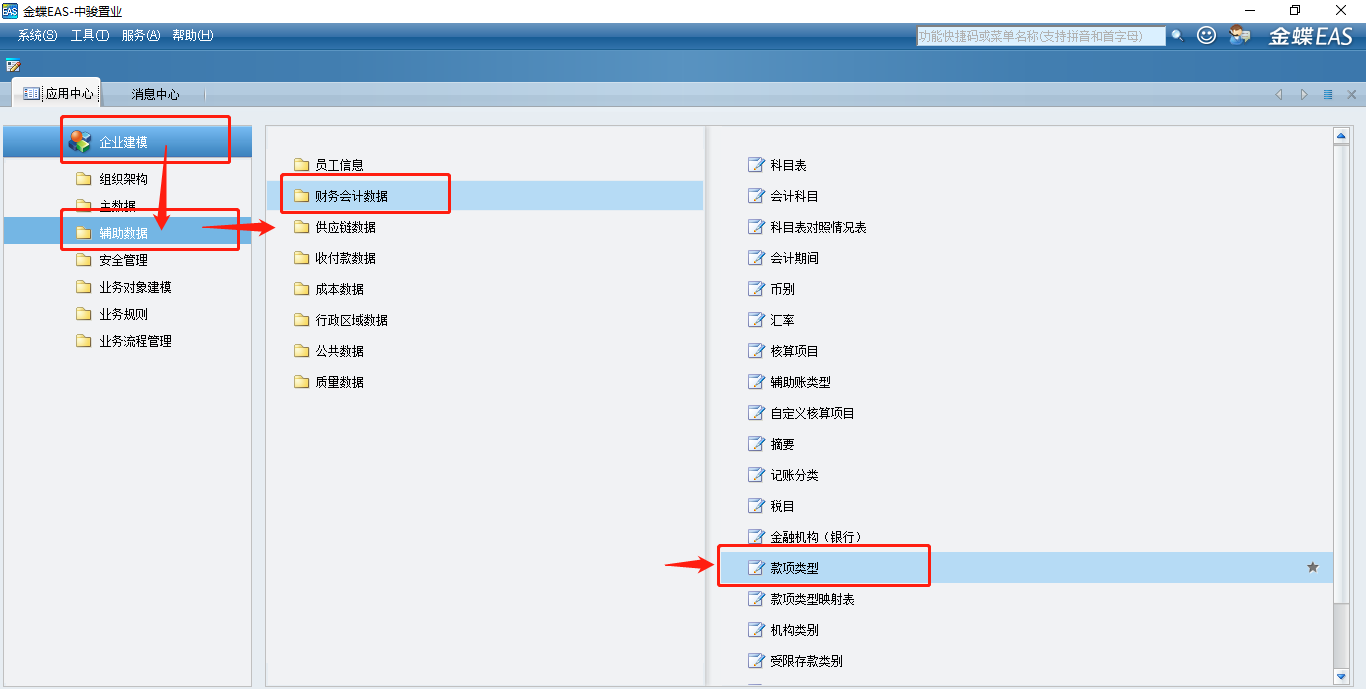 金蝶EAS-中骏置业
系统(S) 工具(T) 服务(A) 帮助(H)
功能快捷码或菜单名称(支持拼音和首字母)
金蝶EAS
应用中心 消息中心
企业建模
组织架构
主数据
辅助数据
安全管理
业务对象建模
业务规则
业务流程管理
员工信息
财务会计数据
供应链数据
收付款数据
成本数据
行政区域数据
公共数据
质量数据
科目表
会计科目
科目表对照情况表
会计期间
币别
汇率
核算项目
辅助账类型
自定义核算项目
摘要
记账分类
税目
金融机构（银行）
款项类型
款项类型映射表
机构类别
受限存款类别